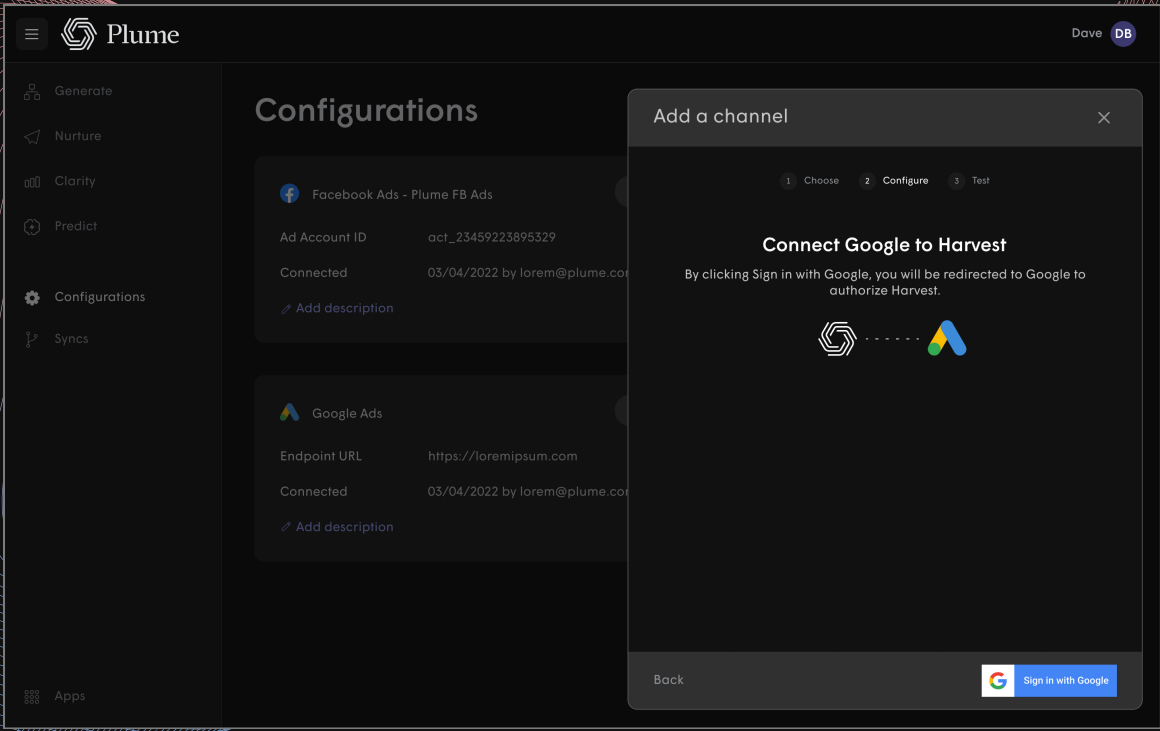 Plume
Dave DB
Generate
Nurture
Clarity
Predict
Configurations
Syncs
Apps
Configurations
Facebook Ads - Plume FB Ads
Ad Account ID act_23459223895329
Connected 03/04/2022 by lorem@plume.cor
Add description
Google Ads
Endpoint URL https://loremipsum.com
Connected 03/04/2022 by lorem@plume.cor
Add description
Add a channel
1 Choose 2 Configure 3 Test
Connect Google to Harvest
By clicking Sign in with Google, you will be redirected to Google to
authorize Harvest.
Back
Sign in with Google